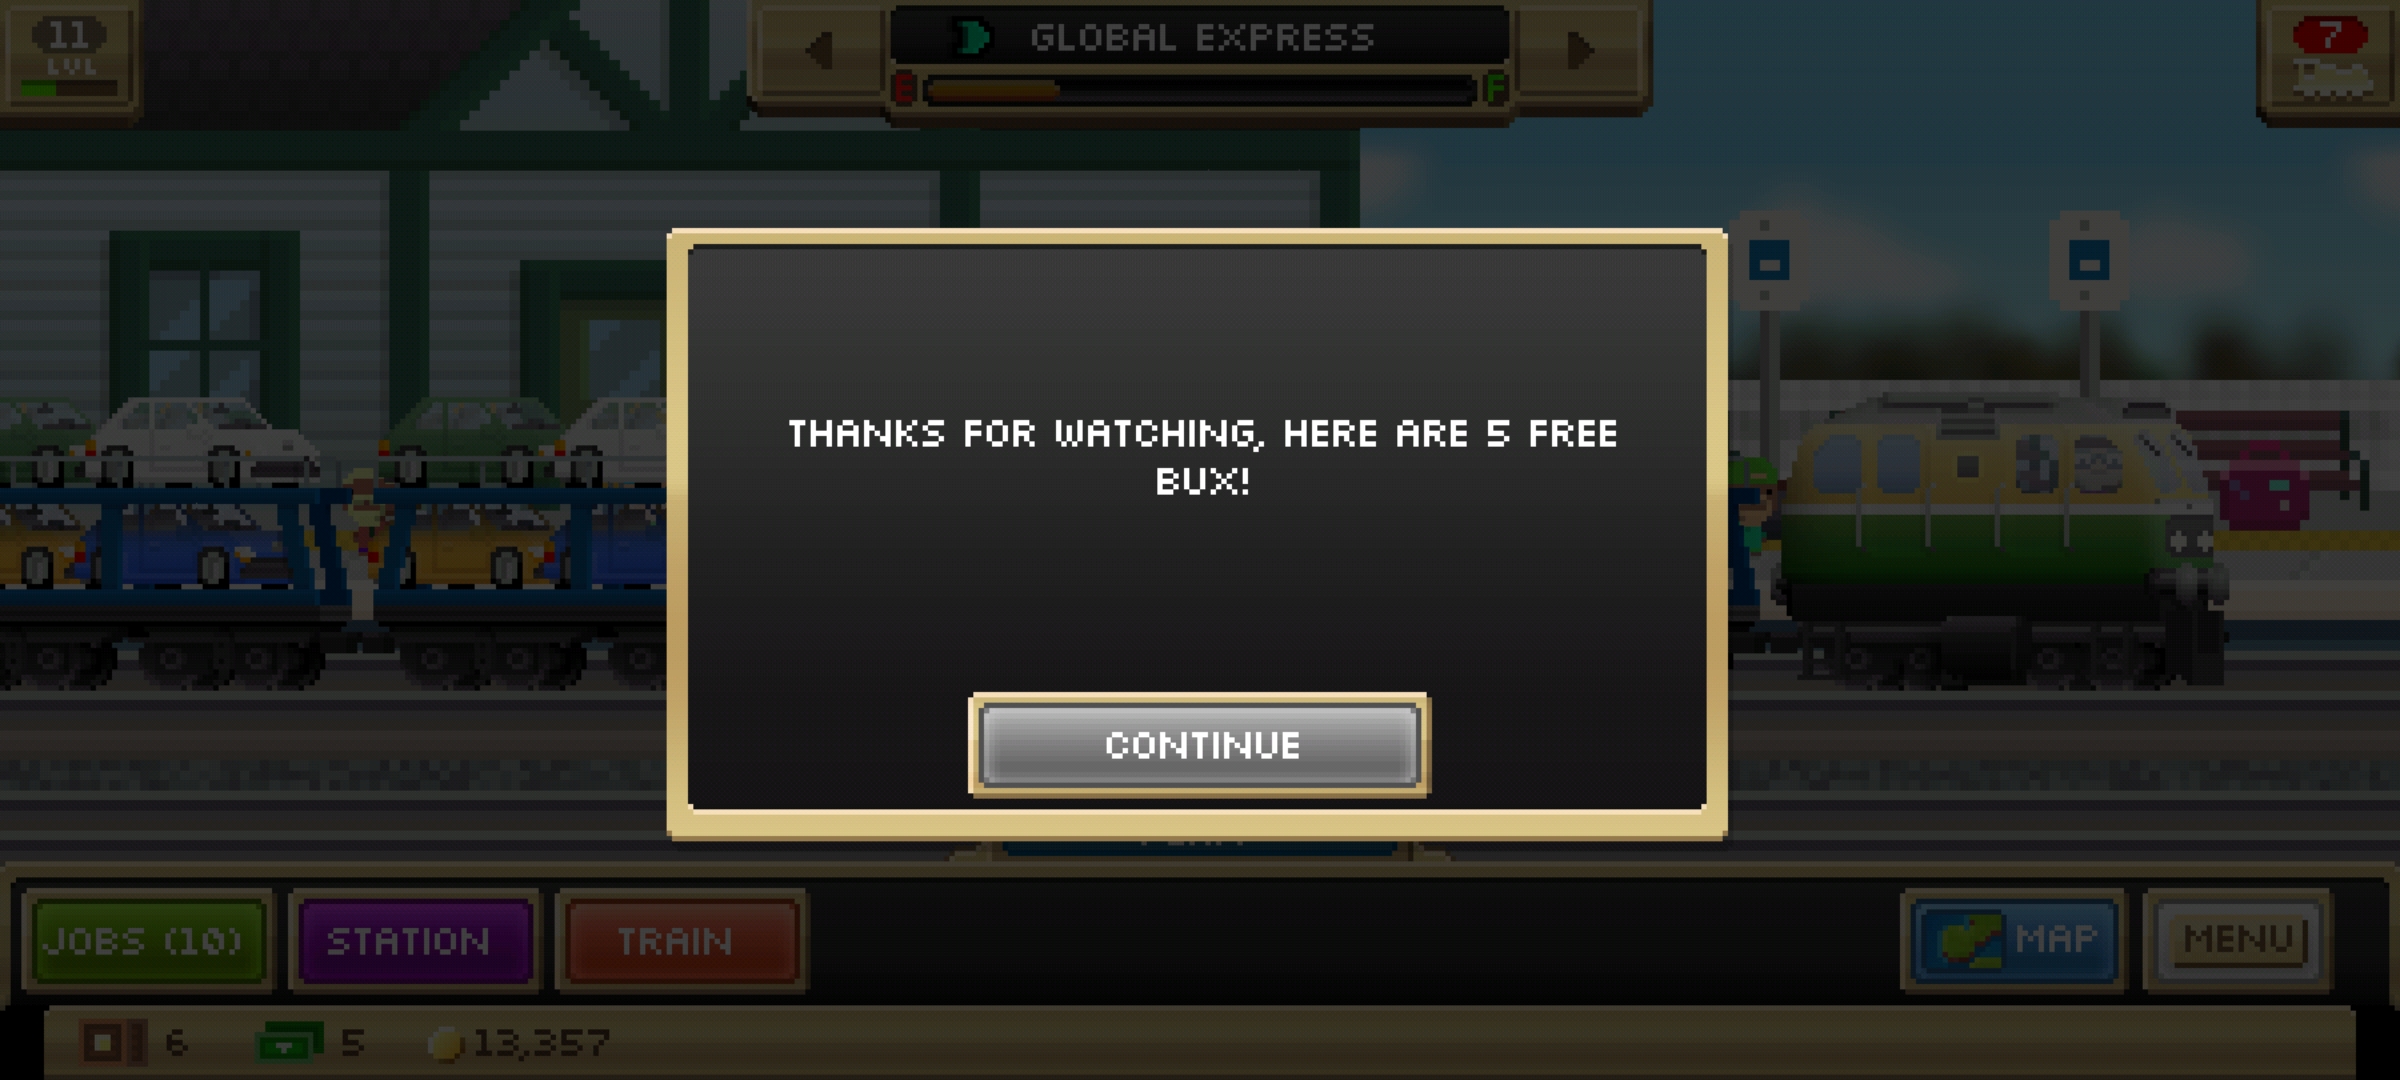 11
LVL
GLOBAL EXPRESS
E F
7
THANKS FOR WATCHING, HERE ARE 5 FREE
BUX!
CONTINUE
JOBS (10)
STATION
TRAIN
MAP
MENU
6
5
13,357